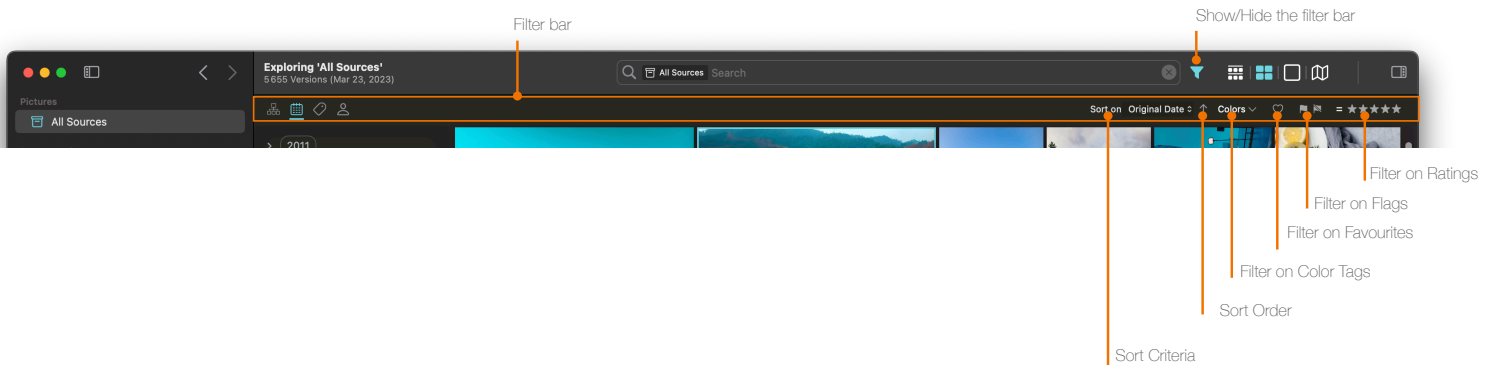 Show/Hide the filter bar
Filter bar
Exploring 'All Sources'
5655 Versions (Mar 23, 2023)
All Sources Search
Pictures
All Sources
Sort on Original Date Colors = ★★★★★
2011
Filter on Ratings
Filter on Flags
Filter on Favourites
Filter on Color Tags
Sort Order
Sort Criteria